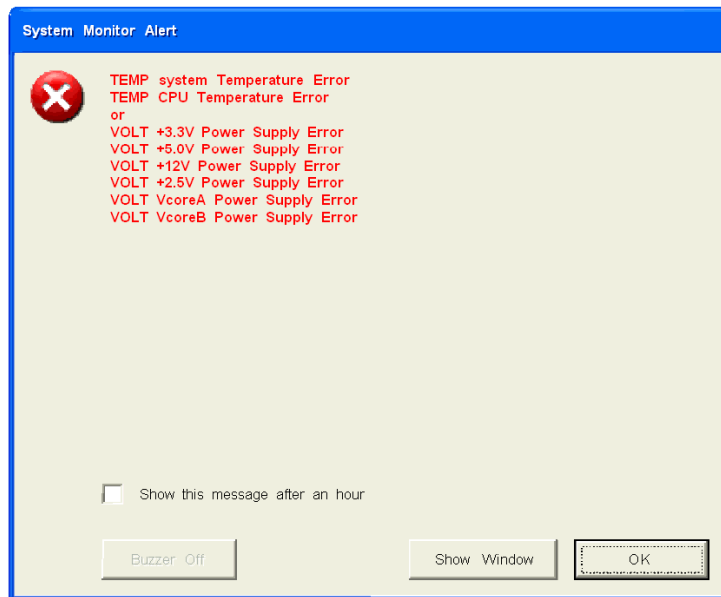 System Monitor Alert
TEMP system Temperature Error
TEMP CPU Temperature Error
or
VOLT +3.3V Power Supply Error
VOLT +5.0V Power Supply Error
VOLT +12V Power Supply Error
VOLT +2.5V Power Supply Error
VOLT VcoreA Power Supply Error
VOLT VcoreB Power Supply Error
Show this message after an hour
Buzzer Off
Show Window
OK